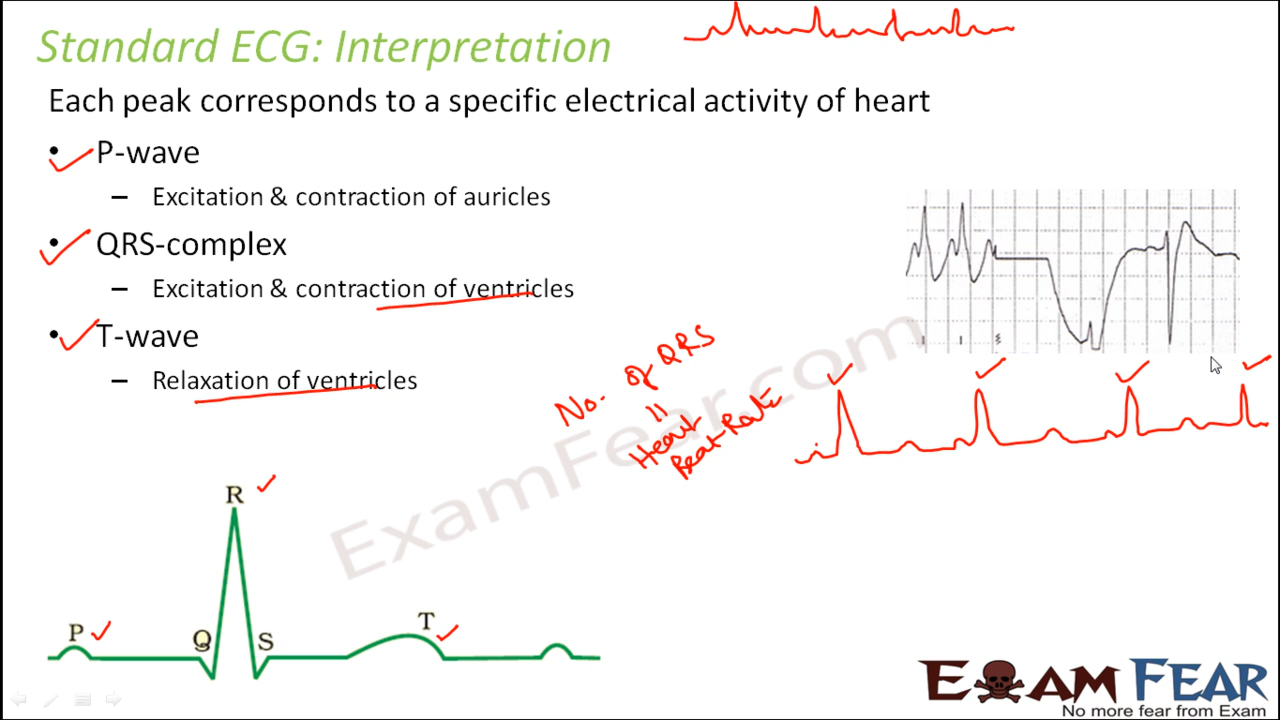 Standard ECG: Interpretation
Each peak corresponds to a specific electrical activity of heart
• P-wave
– Excitation & contraction of auricles
• QRS-complex
– Excitation & contraction of ventricles
• T-wave
– Relaxation of ventricles
No. of QRS
=
Heart
Beat-Rate
ExamFear.com
R
P
Q
S
T
EXAM FEAR
No more fear from Exam